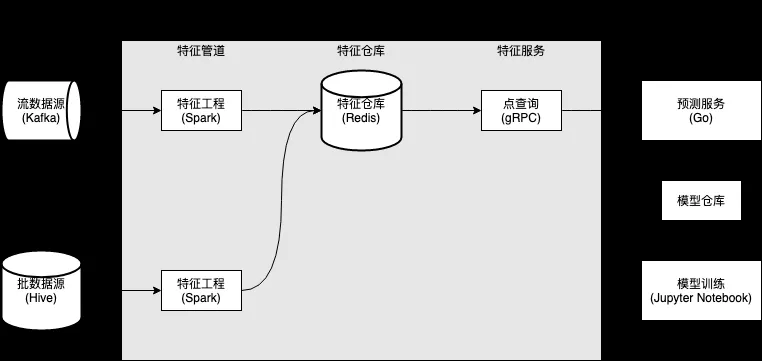 特征管道
特征仓库
特征服务
流数据源
(Kafka)
特征工程
(Spark)
特征仓库
(Redis)
点查询
(gRPC)
预测服务
(Go)
模型仓库
批数据源
(Hive)
特征工程
(Spark)
模型训练
(Jupyter Notebook)